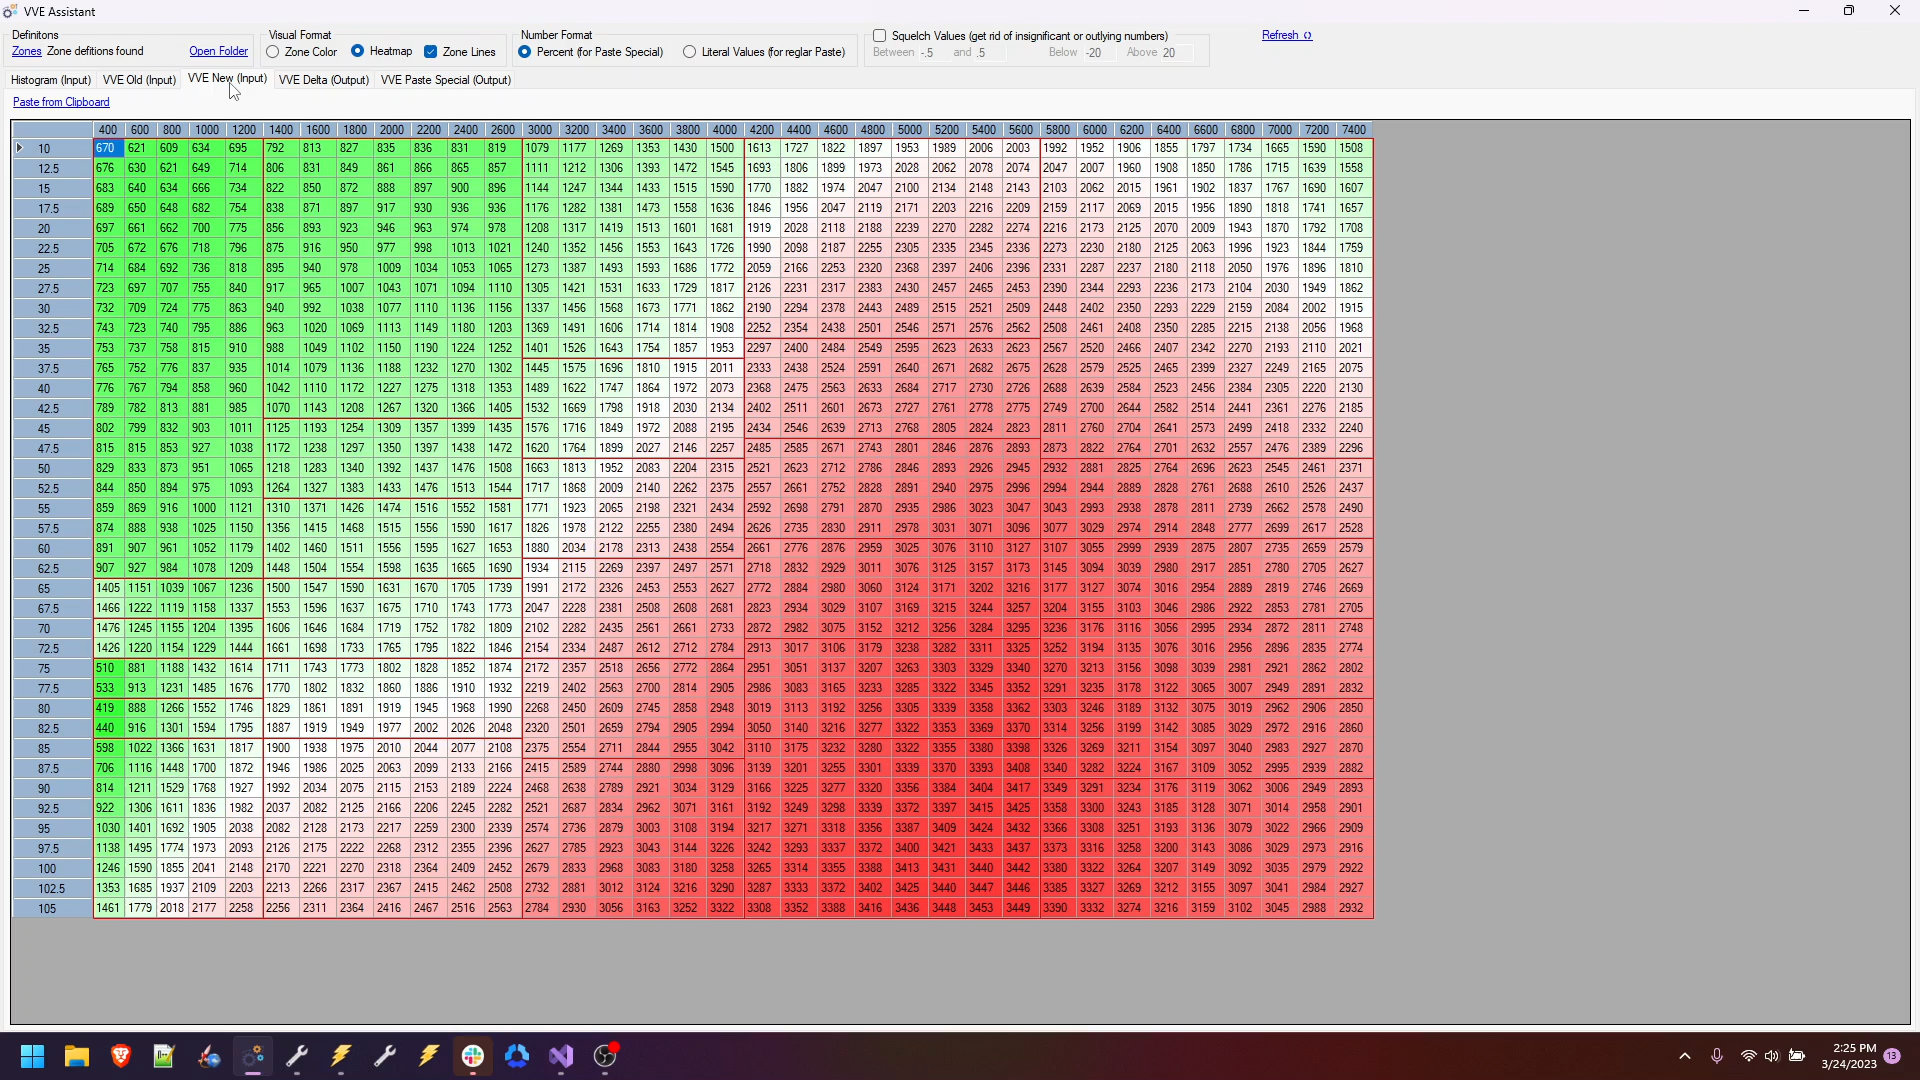 VVE Assistant
Definitons Visual Format Number Format Squelch Values (get rid of insignificant or outlying numbers) Refresh
Zones Zone defitions found Open Folder Zone Color Heatmap Zone Lines Percent (for Paste Special) Literal Values (for reglar Paste) Between -.5 and .5 Below -20 Above 20
Histogram (Input) VVE Old (Input) VVE New (Input) VVE Delta (Output) VVE Paste Special (Output)
Paste from Clipboard
400 600 800 1000 1200 1400 1600 1800 2000 2200 2400 2600 3000 3200 3400 3600 3800 4000 4200 4400 4600 4800 5000 5200 5400 5600 5800 6000 6200 6400 6600 6800 7000 7200 7400
10 670 621 609 634 695 792 813 827 835 836 831 819 1079 1177 1269 1353 1430 1500 1613 1727 1822 1897 1953 1989 2006 2003 1992 1952 1906 1855 1797 1734 1665 1590 1508
12.5 676 630 621 649 714 806 831 849 861 866 865 857 1111 1212 1306 1393 1472 1545 1693 1806 1899 1973 2028 2062 2078 2074 2047 2007 1960 1908 1850 1786 1715 1639 1558
15 683 640 634 666 734 822 850 872 888 897 900 896 1144 1247 1344 1433 1515 1590 1770 1882 1974 2047 2100 2134 2148 2143 2103 2062 2015 1961 1902 1837 1767 1690 1607
17.5 689 650 648 682 754 838 871 897 917 930 936 936 1176 1282 1381 1473 1558 1636 1846 1956 2047 2119 2171 2203 2216 2209 2159 2117 2069 2015 1956 1890 1818 1741 1657
20 697 661 662 700 775 856 893 923 946 963 974 978 1208 1317 1419 1513 1601 1681 1919 2028 2118 2188 2239 2270 2282 2274 2216 2173 2125 2070 2009 1943 1870 1792 1708
22.5 705 672 676 718 796 875 916 950 977 998 1013 1021 1240 1352 1456 1553 1643 1726 1990 2098 2187 2255 2305 2335 2345 2336 2273 2230 2180 2125 2063 1996 1923 1844 1759
25 714 684 692 736 818 895 940 978 1009 1034 1053 1065 1273 1387 1493 1593 1686 1772 2059 2166 2253 2320 2368 2397 2406 2396 2331 2287 2237 2180 2118 2050 1976 1896 1810
27.5 723 697 707 755 840 917 965 1007 1043 1071 1094 1110 1305 1421 1531 1633 1729 1817 2126 2231 2317 2383 2430 2457 2465 2453 2390 2344 2293 2236 2173 2104 2030 1949 1862
30 732 709 724 775 863 940 992 1038 1077 1110 1136 1156 1337 1456 1568 1673 1771 1862 2190 2294 2378 2443 2489 2515 2521 2509 2448 2402 2350 2293 2229 2159 2084 2002 1915
32.5 743 723 740 795 886 963 1020 1069 1113 1149 1180 1203 1369 1491 1606 1714 1814 1908 2252 2354 2438 2501 2546 2571 2576 2562 2508 2461 2408 2350 2285 2215 2138 2056 1968
35 753 737 758 815 910 988 1049 1102 1150 1190 1224 1252 1401 1526 1643 1754 1857 1953 2297 2400 2484 2549 2595 2623 2633 2623 2567 2520 2466 2407 2342 2270 2193 2110 2021
37.5 765 752 776 837 935 1014 1079 1136 1188 1232 1270 1302 1445 1575 1696 1810 1915 2011 2333 2438 2524 2591 2640 2671 2682 2675 2628 2579 2525 2465 2399 2327 2249 2165 2075
40 776 767 794 858 960 1042 1110 1172 1227 1275 1318 1353 1489 1622 1747 1864 1972 2073 2368 2475 2563 2633 2684 2717 2730 2726 2688 2639 2584 2523 2456 2384 2305 2220 2130
42.5 789 782 813 881 985 1070 1143 1208 1267 1320 1366 1405 1532 1669 1798 1918 2030 2134 2402 2511 2601 2673 2727 2761 2778 2775 2749 2700 2644 2582 2514 2441 2361 2276 2185
45 802 799 832 903 1011 1125 1193 1254 1309 1357 1399 1435 1576 1716 1849 1972 2088 2195 2434 2546 2639 2713 2768 2805 2824 2823 2811 2760 2704 2641 2573 2499 2418 2332 2240
47.5 815 815 853 927 1038 1172 1238 1297 1350 1397 1438 1472 1620 1764 1899 2027 2146 2257 2485 2585 2671 2743 2801 2846 2876 2893 2873 2822 2764 2701 2632 2557 2476 2389 2296
50 829 833 873 951 1065 1218 1283 1340 1392 1437 1476 1508 1663 1813 1952 2083 2204 2315 2521 2623 2712 2786 2846 2893 2926 2945 2932 2881 2825 2764 2696 2623 2545 2461 2371
52.5 844 850 894 975 1093 1264 1327 1383 1433 1476 1513 1544 1717 1868 2009 2140 2262 2375 2557 2661 2752 2828 2891 2940 2975 2996 2994 2944 2889 2828 2761 2688 2610 2526 2437
55 859 869 916 1000 1121 1310 1371 1426 1474 1516 1552 1581 1771 1923 2065 2198 2321 2434 2592 2698 2791 2870 2935 2986 3023 3047 3043 2993 2938 2878 2811 2739 2662 2578 2490
57.5 874 888 938 1025 1150 1356 1415 1468 1515 1556 1590 1617 1826 1978 2122 2255 2380 2494 2626 2735 2830 2911 2978 3031 3071 3096 3077 3029 2974 2914 2848 2777 2699 2617 2528
60 891 907 961 1052 1179 1402 1460 1511 1556 1595 1627 1653 1880 2034 2178 2313 2438 2554 2661 2776 2876 2959 3025 3076 3110 3127 3107 3055 2999 2939 2875 2807 2735 2659 2579
62.5 907 927 984 1078 1209 1448 1504 1554 1598 1635 1665 1690 1934 2115 2269 2397 2497 2571 2718 2832 2929 3011 3076 3125 3157 3173 3145 3094 3039 2980 2917 2851 2780 2705 2627
65 1405 1151 1039 1067 1236 1500 1547 1590 1631 1670 1705 1739 1991 2172 2326 2453 2553 2627 2772 2884 2980 3060 3124 3171 3202 3216 3177 3127 3074 3016 2954 2889 2819 2746 2669
67.5 1466 1222 1119 1158 1337 1553 1596 1637 1675 1710 1743 1773 2047 2228 2381 2508 2608 2681 2823 2934 3029 3107 3169 3215 3244 3257 3204 3155 3103 3046 2986 2922 2853 2781 2705
70 1476 1245 1155 1204 1395 1606 1646 1684 1719 1752 1782 1809 2102 2282 2435 2561 2661 2733 2872 2982 3075 3152 3212 3256 3284 3295 3236 3176 3116 3056 2995 2934 2872 2811 2748
72.5 1426 1220 1154 1229 1444 1661 1698 1733 1765 1795 1822 1846 2154 2334 2487 2612 2712 2784 2913 3017 3106 3179 3238 3282 3311 3325 3252 3194 3135 3076 3016 2956 2896 2835 2774
75 510 881 1188 1432 1614 1711 1743 1773 1802 1828 1852 1874 2172 2357 2518 2656 2772 2864 2951 3051 3137 3207 3263 3303 3329 3340 3270 3213 3156 3098 3039 2981 2921 2862 2802
77.5 533 913 1231 1485 1676 1770 1802 1832 1860 1886 1910 1932 2219 2402 2563 2700 2814 2905 2986 3083 3165 3233 3285 3322 3345 3352 3291 3235 3178 3122 3065 3007 2949 2891 2832
80 419 888 1266 1552 1746 1829 1861 1891 1919 1945 1968 1990 2268 2450 2609 2745 2858 2948 3019 3113 3192 3256 3305 3339 3358 3362 3303 3246 3189 3132 3075 3019 2962 2906 2850
82.5 440 916 1301 1594 1795 1887 1919 1949 1977 2002 2026 2048 2320 2501 2659 2794 2905 2994 3050 3140 3216 3277 3322 3353 3369 3370 3314 3256 3199 3142 3085 3029 2972 2916 2860
85 598 1022 1366 1631 1817 1900 1938 1975 2010 2044 2077 2108 2375 2554 2711 2844 2955 3042 3110 3175 3232 3280 3322 3355 3380 3398 3326 3269 3211 3154 3097 3040 2983 2927 2870
87.5 706 1116 1448 1700 1872 1946 1986 2025 2063 2099 2133 2166 2415 2589 2744 2880 2998 3096 3139 3201 3255 3301 3339 3370 3393 3408 3340 3282 3224 3167 3109 3052 2995 2939 2882
90 814 1211 1529 1768 1927 1992 2034 2075 2115 2153 2189 2224 2468 2638 2789 2921 3034 3129 3166 3225 3277 3320 3356 3384 3404 3417 3349 3291 3234 3176 3119 3062 3006 2949 2893
92.5 922 1306 1611 1836 1982 2037 2082 2125 2166 2206 2245 2282 2521 2687 2834 2962 3071 3161 3192 3249 3298 3339 3372 3397 3415 3425 3358 3300 3243 3185 3128 3071 3014 2958 2901
95 1030 1401 1692 1905 2038 2082 2128 2173 2217 2259 2300 2339 2574 2736 2879 3003 3108 3194 3217 3271 3318 3356 3387 3409 3424 3432 3366 3308 3251 3193 3136 3079 3022 2966 2909
97.5 1138 1495 1774 1973 2093 2126 2175 2222 2268 2312 2355 2396 2627 2785 2923 3043 3144 3226 3242 3293 3337 3372 3400 3421 3433 3437 3373 3316 3258 3200 3143 3086 3029 2973 2916
100 1246 1590 1855 2041 2148 2170 2221 2270 2318 2364 2409 2452 2679 2833 2968 3083 3180 3258 3265 3314 3355 3388 3413 3431 3440 3442 3380 3322 3264 3207 3149 3092 3035 2979 2922
102.5 1353 1685 1937 2109 2203 2213 2266 2317 2367 2415 2462 2508 2732 2881 3012 3124 3216 3290 3287 3333 3372 3402 3425 3440 3447 3446 3385 3327 3269 3212 3155 3097 3041 2984 2927
105 1461 1779 2018 2177 2258 2256 2311 2364 2416 2467 2516 2563 2784 2930 3056 3163 3252 3322 3308 3352 3388 3416 3436 3448 3453 3449 3390 3332 3274 3216 3159 3102 3045 2988 2932
2:25 PM
3/24/2023 13